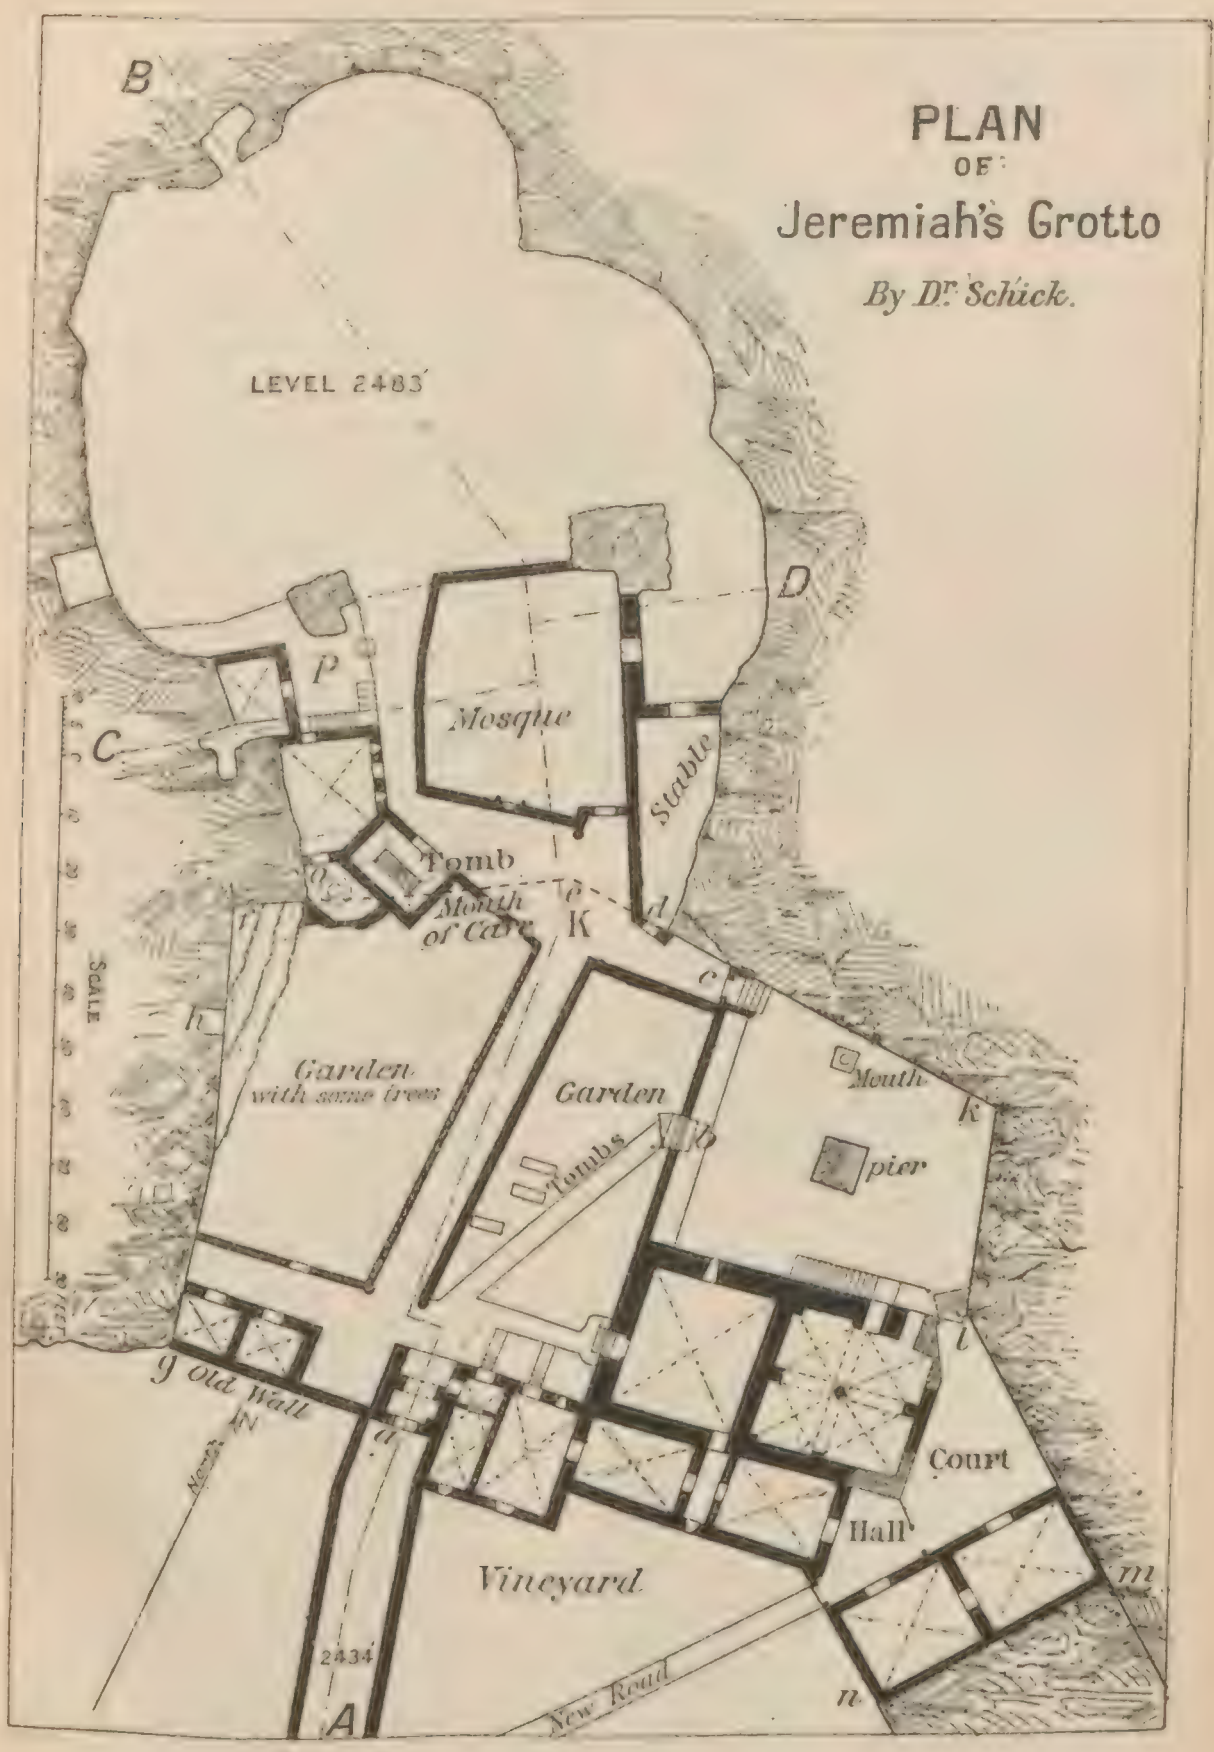 B
PLAN
OF
Jeremiah's Grotto
By Dr. Schick.
LEVEL 2483'
D
p
Mosque
C
Stable
Tomb
o
Mouth
of Cave
e
K
d
r
c
SCALE
h
Garden
with some trees
Garden
Mouth
k
b
Tombs
pier
l
g
Old Wall
N
North
a
Court
Hall
Vineyard
m
2434'
New Road
n
A